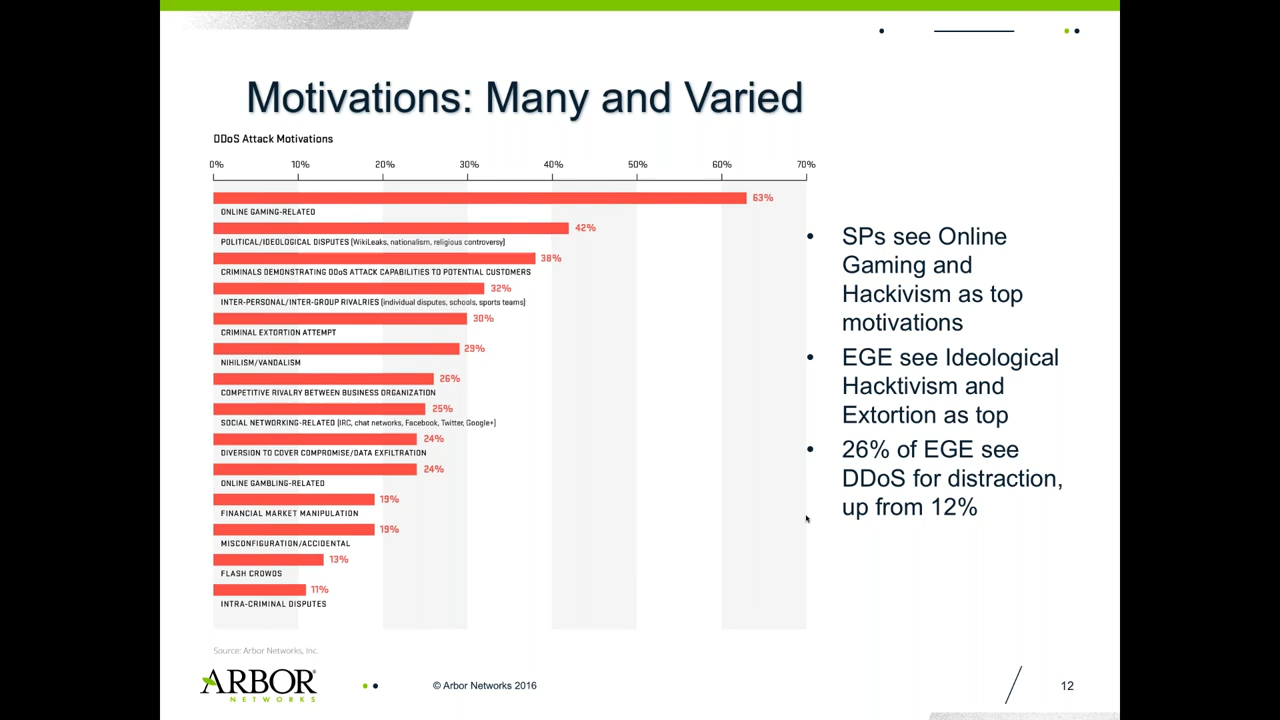 Motivations: Many and Varied
DDoS Attack Motivations
0% 10% 20% 30% 40% 50% 60% 70%
63%
ONLINE GAMING-RELATED
42%
POLITICAL/IDEOLOGICAL DISPUTES (WikiLeaks, nationalism, religious controversy)
38%
CRIMINALS DEMONSTRATING DDoS ATTACK CAPABILITIES TO POTENTIAL CUSTOMERS
32%
INTER-PERSONAL/INTER-GROUP RIVALRIES (individual disputes, schools, sports teams)
30%
CRIMINAL EXTORTION ATTEMPT
29%
NIHILISM/VANDALISM
26%
COMPETITIVE RIVALRY BETWEEN BUSINESS ORGANIZATION
25%
SOCIAL NETWORKING-RELATED (IRC, chat networks, Facebook, Twitter, Google+)
24%
DIVERSION TO COVER COMPROMISE/DATA EXFILTRATION
24%
ONLINE GAMBLING-RELATED
19%
FINANCIAL MARKET MANIPULATION
19%
MISCONFIGURATION/ACCIDENTAL
13%
FLASH CROWDS
11%
INTRA-CRIMINAL DISPUTES
Source: Arbor Networks, Inc.
• SPs see Online
Gaming and
Hackivism as top
motivations
• EGE see Ideological
Hacktivism and
Extortion as top
• 26% of EGE see
DDoS for distraction,
up from 12%
ARBOR®
NETWORKS
© Arbor Networks 2016
12